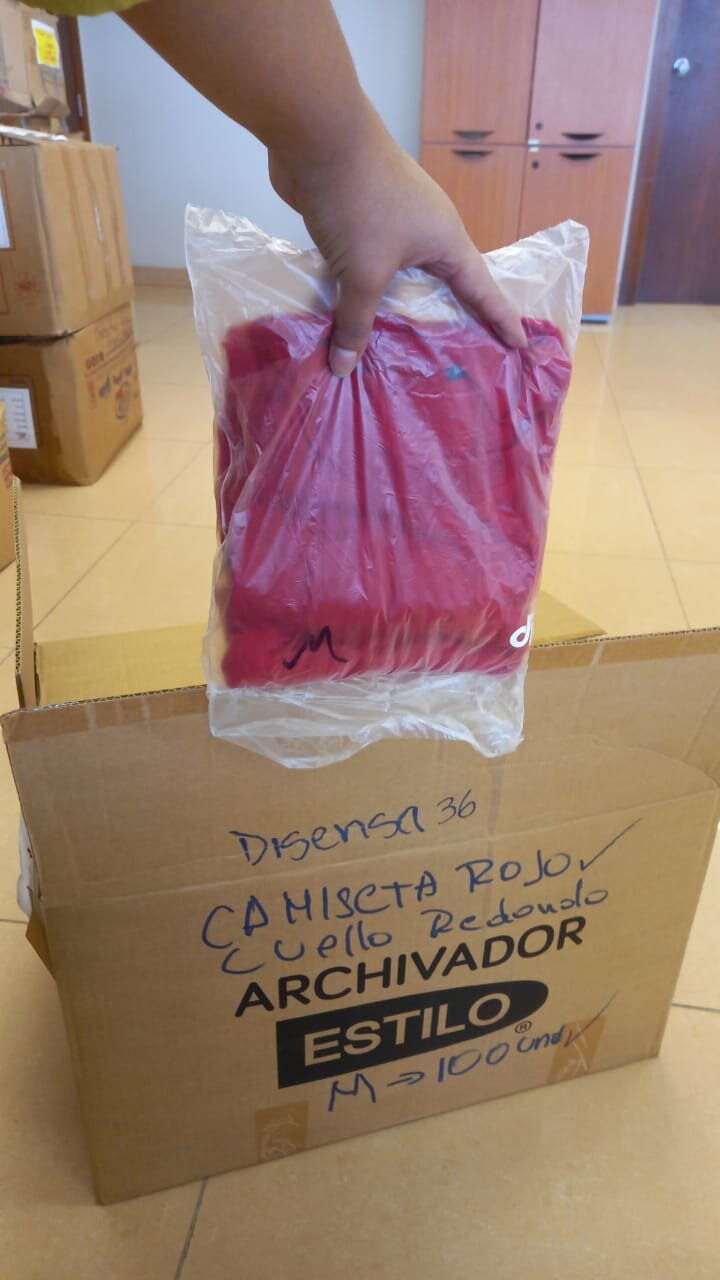 M
d
Disensa 36
CAMISETA ROJO ✓
Cuello Redondo
ARCHIVADOR
ESTILO®
M → 100 und ✓